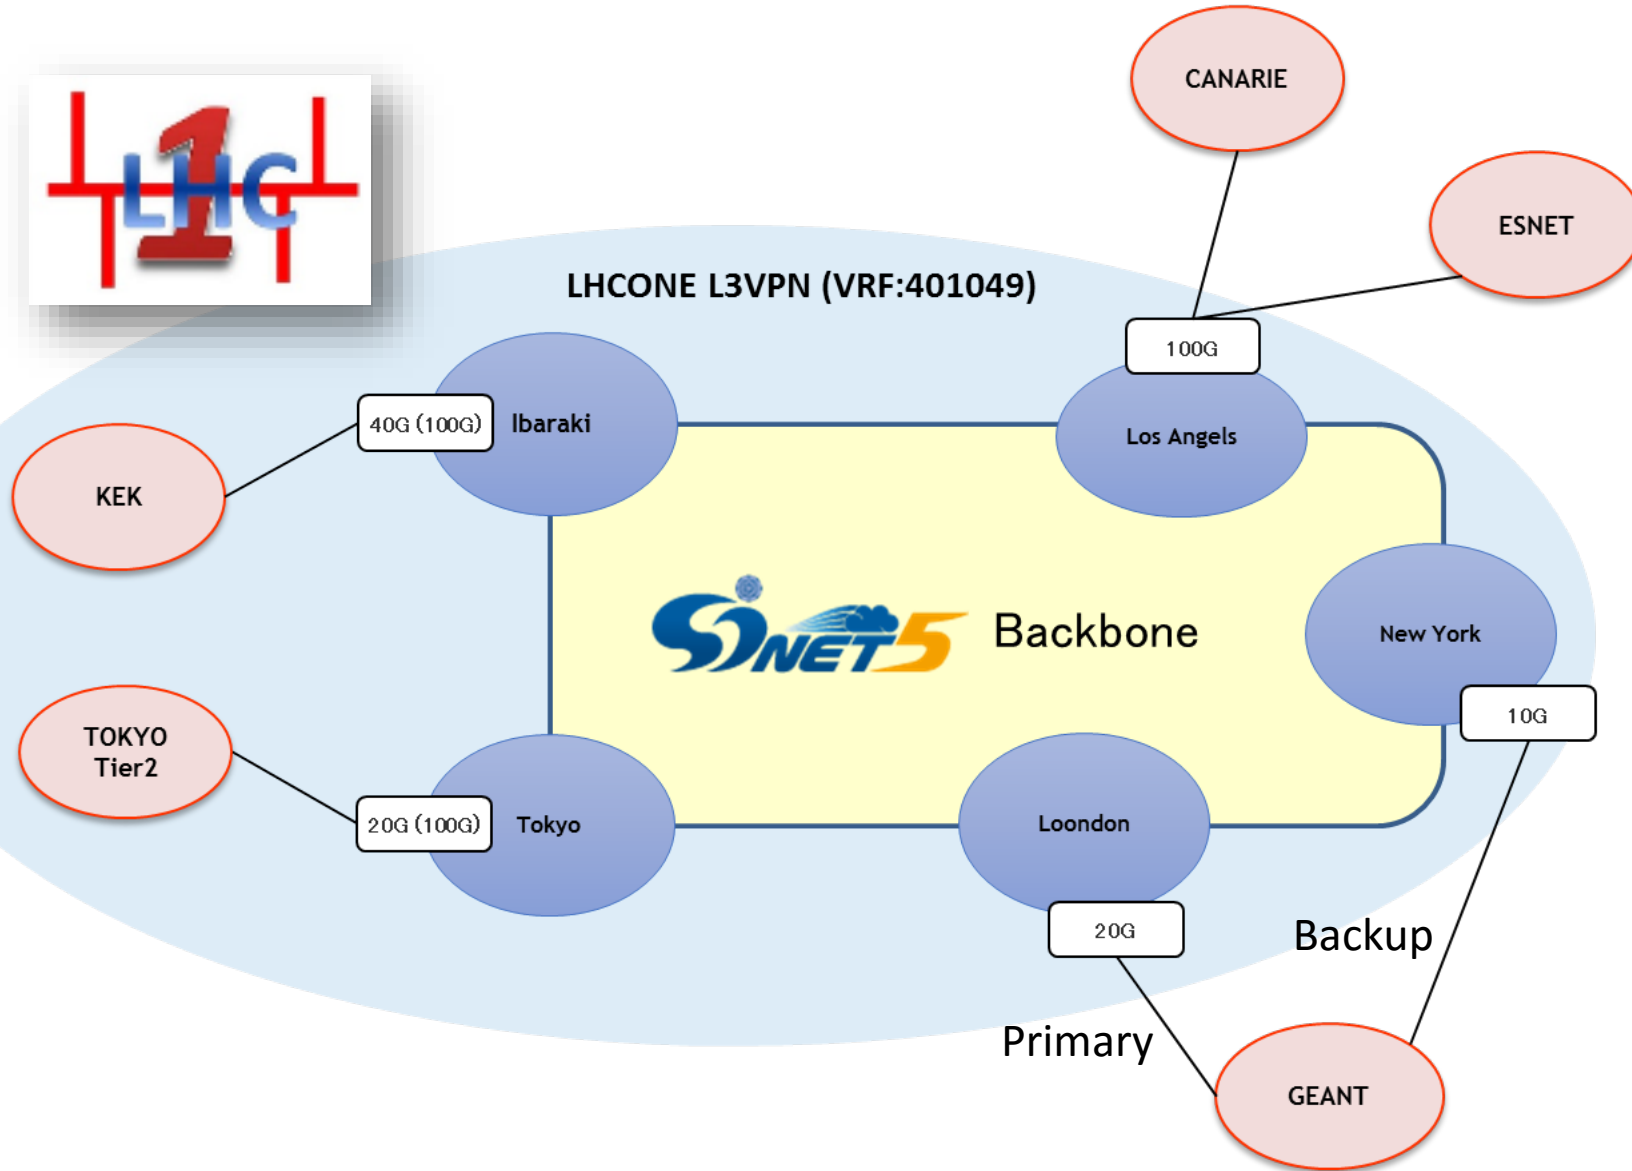 CANARIE
LHC
1
ESNET
LHCONE L3VPN (VRF:401049)
100G
40G (100G)
Ibaraki
Los Angels
KEK
SINET5
Backbone
New York
10G
TOKYO
Tier2
20G (100G)
Tokyo
Loondon
20G
Backup
Primary
GEANT